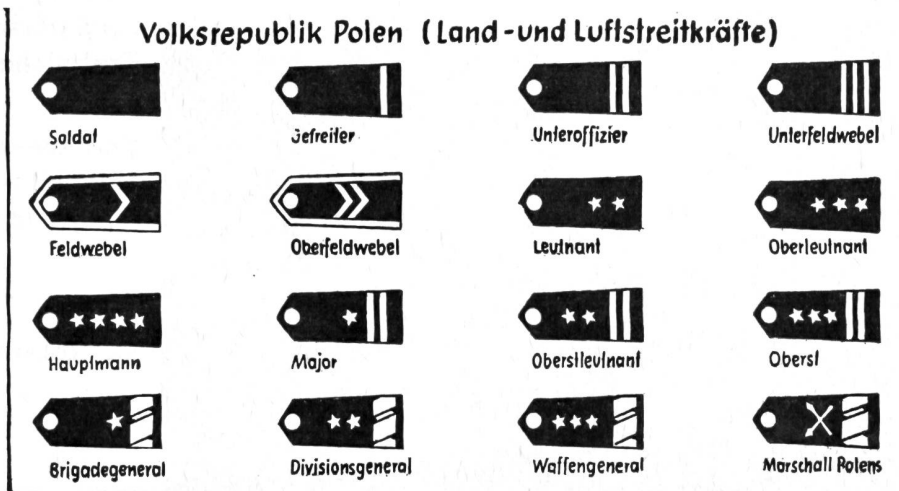 Volksrepublik Polen (Land-und Luftstreitkräfte)
Soldat Gefreiter Unteroffizier Unterfeldwebel
Feldwebel Oberfeldwebel Leutnant Oberleutnant
Hauptmann Major Oberstleutnant Oberst
Brigadegeneral Divisionsgeneral Waffengeneral Marschall Polens